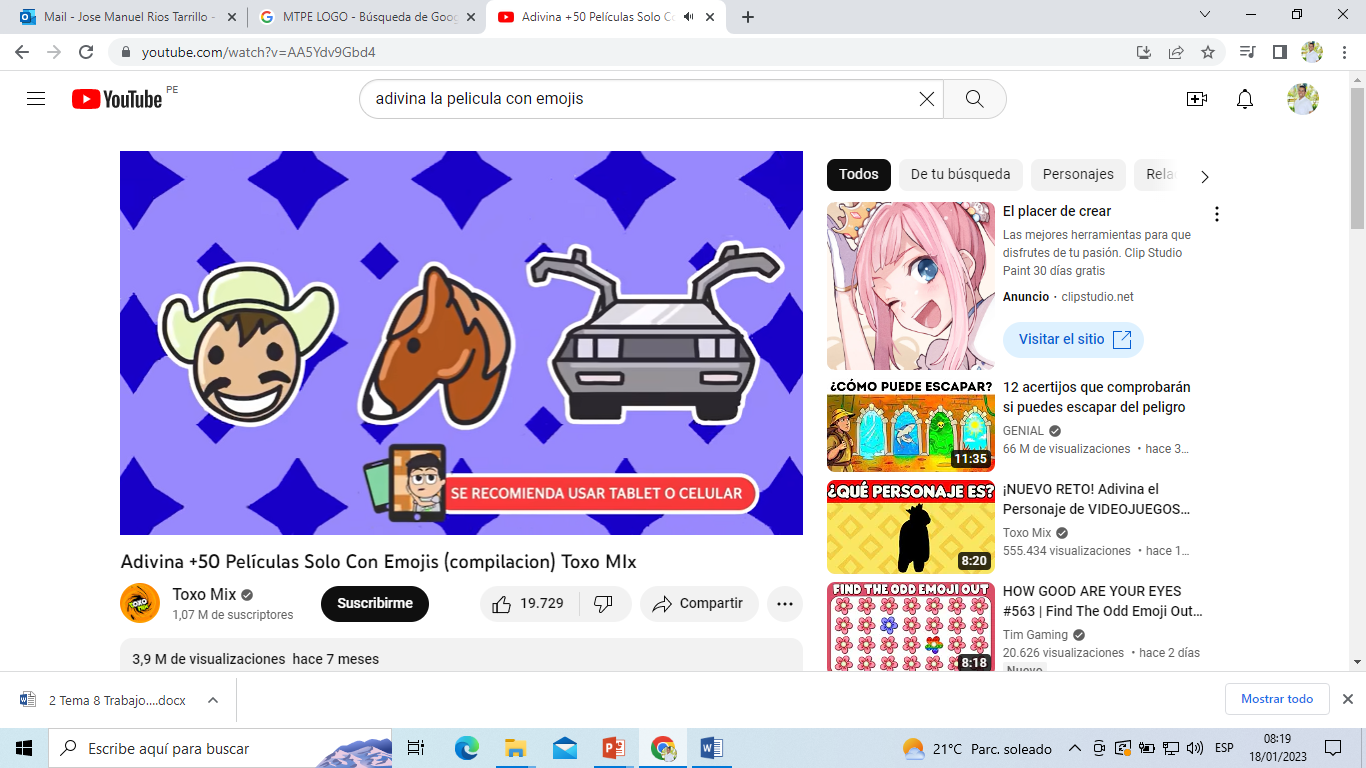 Mail - Jose Manuel Rios Tarrillo -
MTPE LOGO - Búsqueda de Goog
Adivina +50 Películas Solo Co
youtube.com/watch?v=AA5Ydv9Gbd4
YouTube PE
adivina la pelicula con emojis
SE RECOMIENDA USAR TABLET O CELULAR
Adivina +50 Películas Solo Con Emojis (compilacion) Toxo MIx
Toxo Mix
1,07 M de suscriptores
Suscribirme
19.729
Compartir
3,9 M de visualizaciones hace 7 meses
Todos
De tu búsqueda
Personajes
Rela
El placer de crear
Las mejores herramientas para que
disfrutes de tu pasión. Clip Studio
Paint 30 días gratis
Anuncio · clipstudio.net
Visitar el sitio
¿CÓMO PUEDE ESCAPAR?
11:35
12 acertijos que comprobarán
si puedes escapar del peligro
GENIAL
66 M de visualizaciones • hace 3...
¿QUÉ PERSONAJE ES?
8:20
¡NUEVO RETO! Adivina el
Personaje de VIDEOJUEGOS...
Toxo Mix
555.434 visualizaciones • hace 1...
FIND THE ODD EMOJI OUT
8:18
HOW GOOD ARE YOUR EYES
#563 | Find The Odd Emoji Out...
Tim Gaming
20.626 visualizaciones • hace 2 días
Nuevo
2 Tema 8 Trabajo....docx
Mostrar todo
Escribe aquí para buscar
21°C Parc. soleado
ESP
08:19
18/01/2023